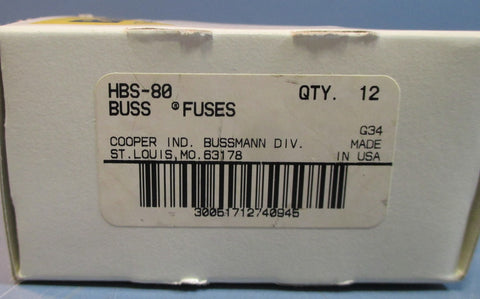 HBS-80 QTY. 12
BUSS ® FUSES
G34
COOPER IND. BUSSMANN DIV. MADE
ST.LOUIS,MO.63178 IN USA
30051712740945